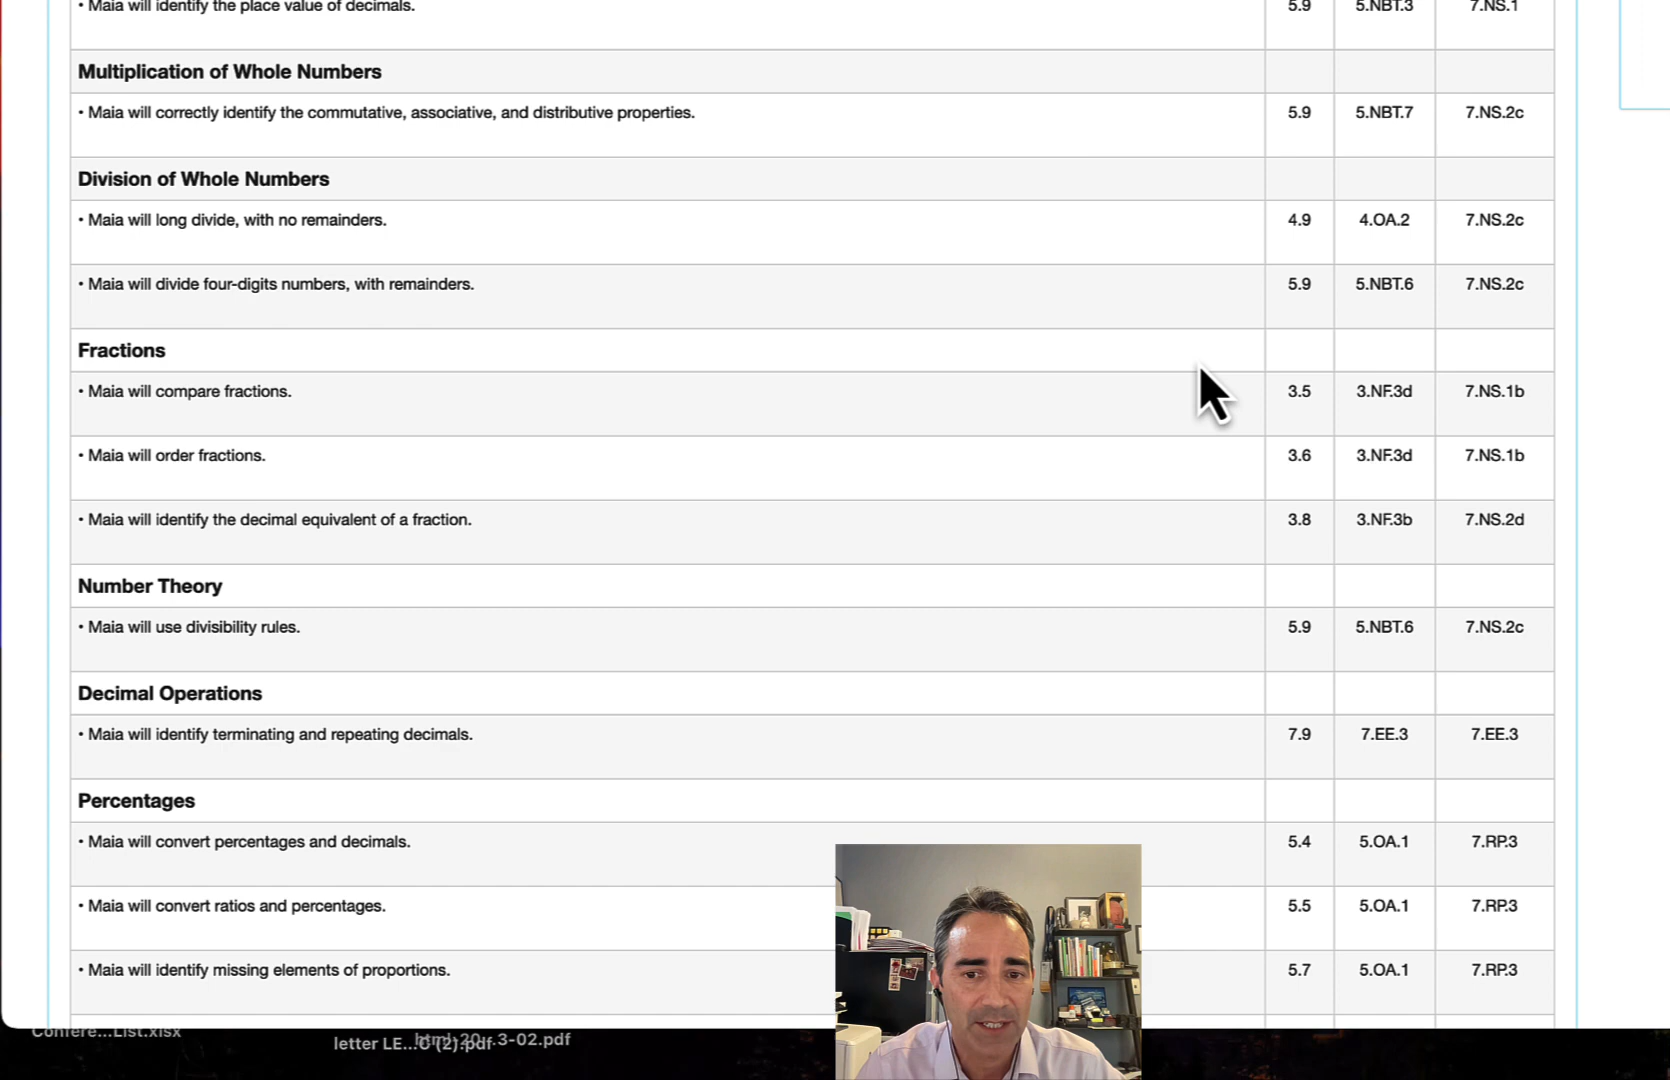 • Maia will identify the place value of decimals. 5.9 5.NBT.3 7.NS.1
Multiplication of Whole Numbers
• Maia will correctly identify the commutative, associative, and distributive properties. 5.9 5.NBT.7 7.NS.2c
Division of Whole Numbers
• Maia will long divide, with no remainders. 4.9 4.OA.2 7.NS.2c
• Maia will divide four-digits numbers, with remainders. 5.9 5.NBT.6 7.NS.2c
Fractions
• Maia will compare fractions. 3.5 3.NF.3d 7.NS.1b
• Maia will order fractions. 3.6 3.NF.3d 7.NS.1b
• Maia will identify the decimal equivalent of a fraction. 3.8 3.NF.3b 7.NS.2d
Number Theory
• Maia will use divisibility rules. 5.9 5.NBT.6 7.NS.2c
Decimal Operations
• Maia will identify terminating and repeating decimals. 7.9 7.EE.3 7.EE.3
Percentages
• Maia will convert percentages and decimals. 5.4 5.OA.1 7.RP.3
• Maia will convert ratios and percentages. 5.5 5.OA.1 7.RP.3
• Maia will identify missing elements of proportions. 5.7 5.OA.1 7.RP.3
Confere...List.xlsx
letter LE...C (2).pdf
.3-02.pdf